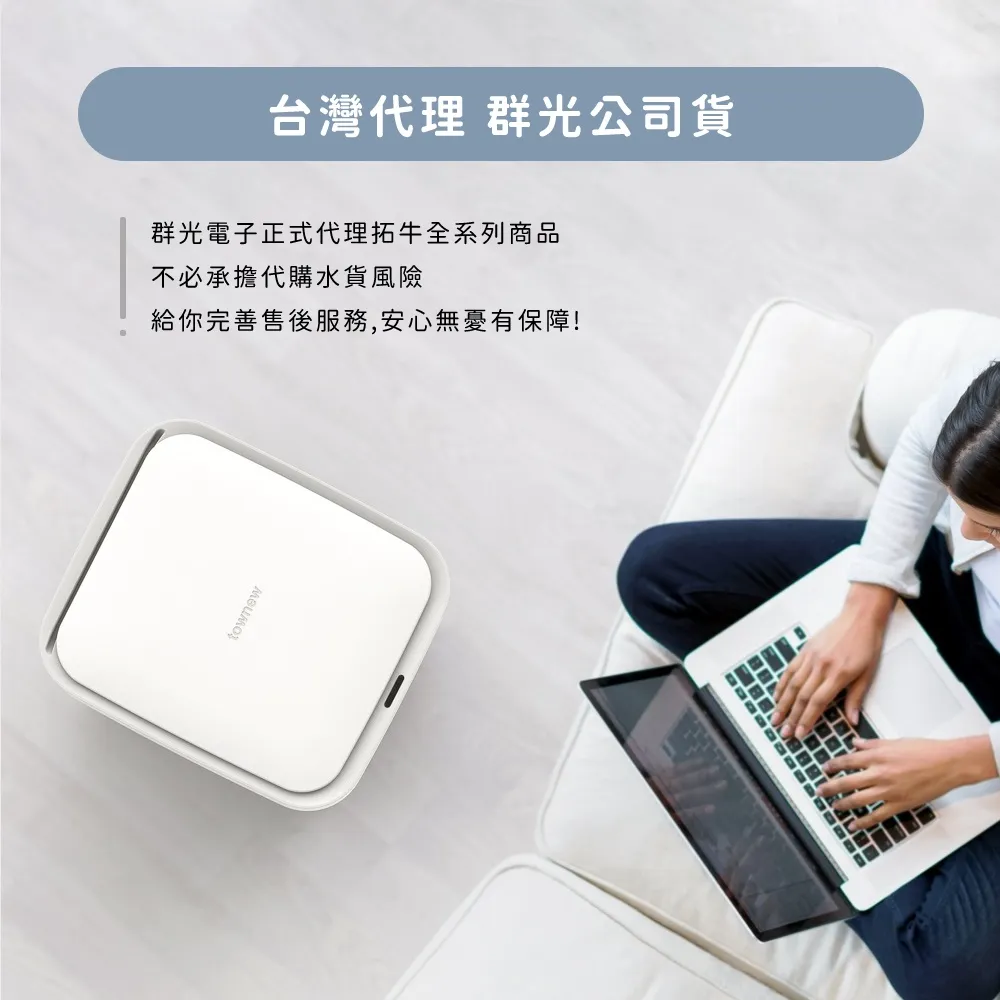 台灣代理 群光公司貨
群光電子正式代理拓牛全系列商品
不必承擔代購水貨風險
給你完善售後服務,安心無憂有保障!
townew